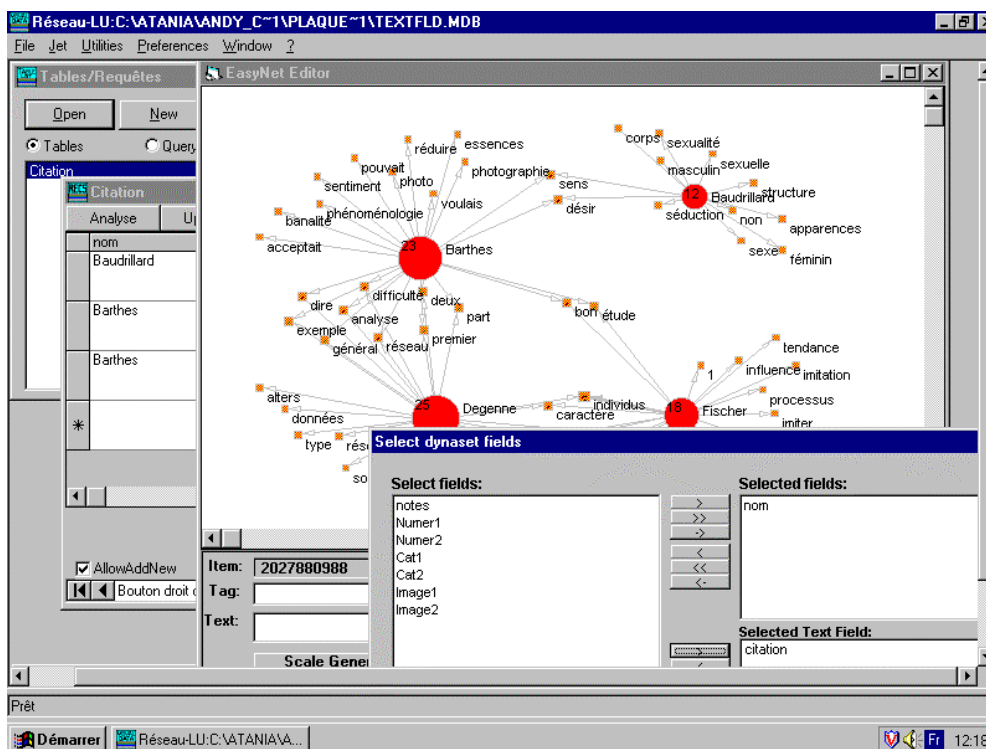 Réseau-LU:C:\ATANIA\ANDY_C~1\PLAQUE~1\TEXTFLD.MDB
File Jet Utilities Preferences Window ?
Tables/Requêtes
Open New
Tables Query
Citation
Citation
Analyse
nom
Baudrillard
Barthes
Barthes
*
AllowAddNew
Bouton droit
EasyNet Editor
corps sexualité
réduire essences
masculin sexuelle
pouvait photographie
sentiment photo sens
12 Baudrillard structure
voulais désir
phénoménologie séduction non
banalité apparences
23 Barthes
acceptait sexe féminin
difficulté deux
dire analyse part bon étude
exemple premier
général réseau
tendance
1 influence imitation
alters 25 Degenne individus 18 Fischer processus
données caractère imiter
type
Select dynaset fields
Select fields: Selected fields:
notes nom
Numer1
Numer2
Cat1
Cat2
Image1
Image2
>
>>
->
<
<<
<-
Selected Text Field:
citation
>
Item: 2027880988
Tag:
Text:
Scale
Prêt
Démarrer Réseau-LU:C:\ATANIA\A... Fr 12:18